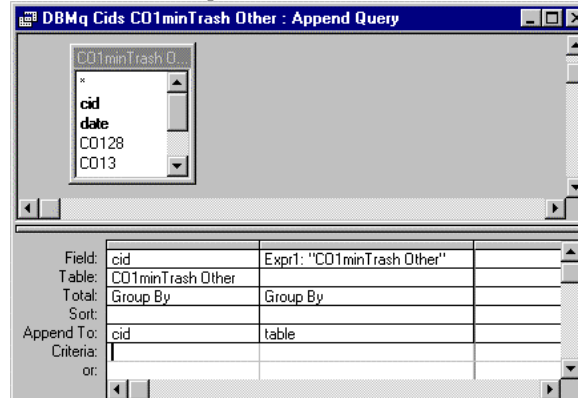 DBMq Cids CO1minTrash Other : Append Query
CO1minTrash O...
*
cid
date
CO128
CO13
Field: cid Expr1: "CO1minTrash Other"
Table: CO1minTrash Other
Total: Group By Group By
Sort:
Append To: cid table
Criteria:
or: